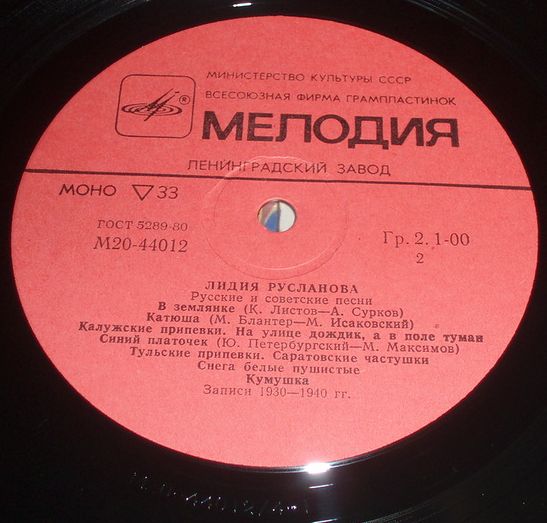 МИНИСТЕРСТВО КУЛЬТУРЫ СССР
ВСЕСОЮЗНАЯ ФИРМА ГРАМПЛАСТИНОК
®
МЕЛОДИЯ
ЛЕНИНГРАДСКИЙ ЗАВОД
МОНО ▽ 33
ГОСТ 5289-80
М20-44012
Гр. 2. 1-00
2
ЛИДИЯ РУСЛАНОВА
Русские и советские песни
В землянке (К. Листов—А. Сурков)
Катюша (М. Блантер—М. Исаковский)
Калужские припевки. На улице дождик, а в поле туман
Синий платочек (Ю. Петербургский—М. Максимов)
Тульские припевки. Саратовские частушки
Снега белые пушистые
Кумушка
Записи 1930—1940 гг.